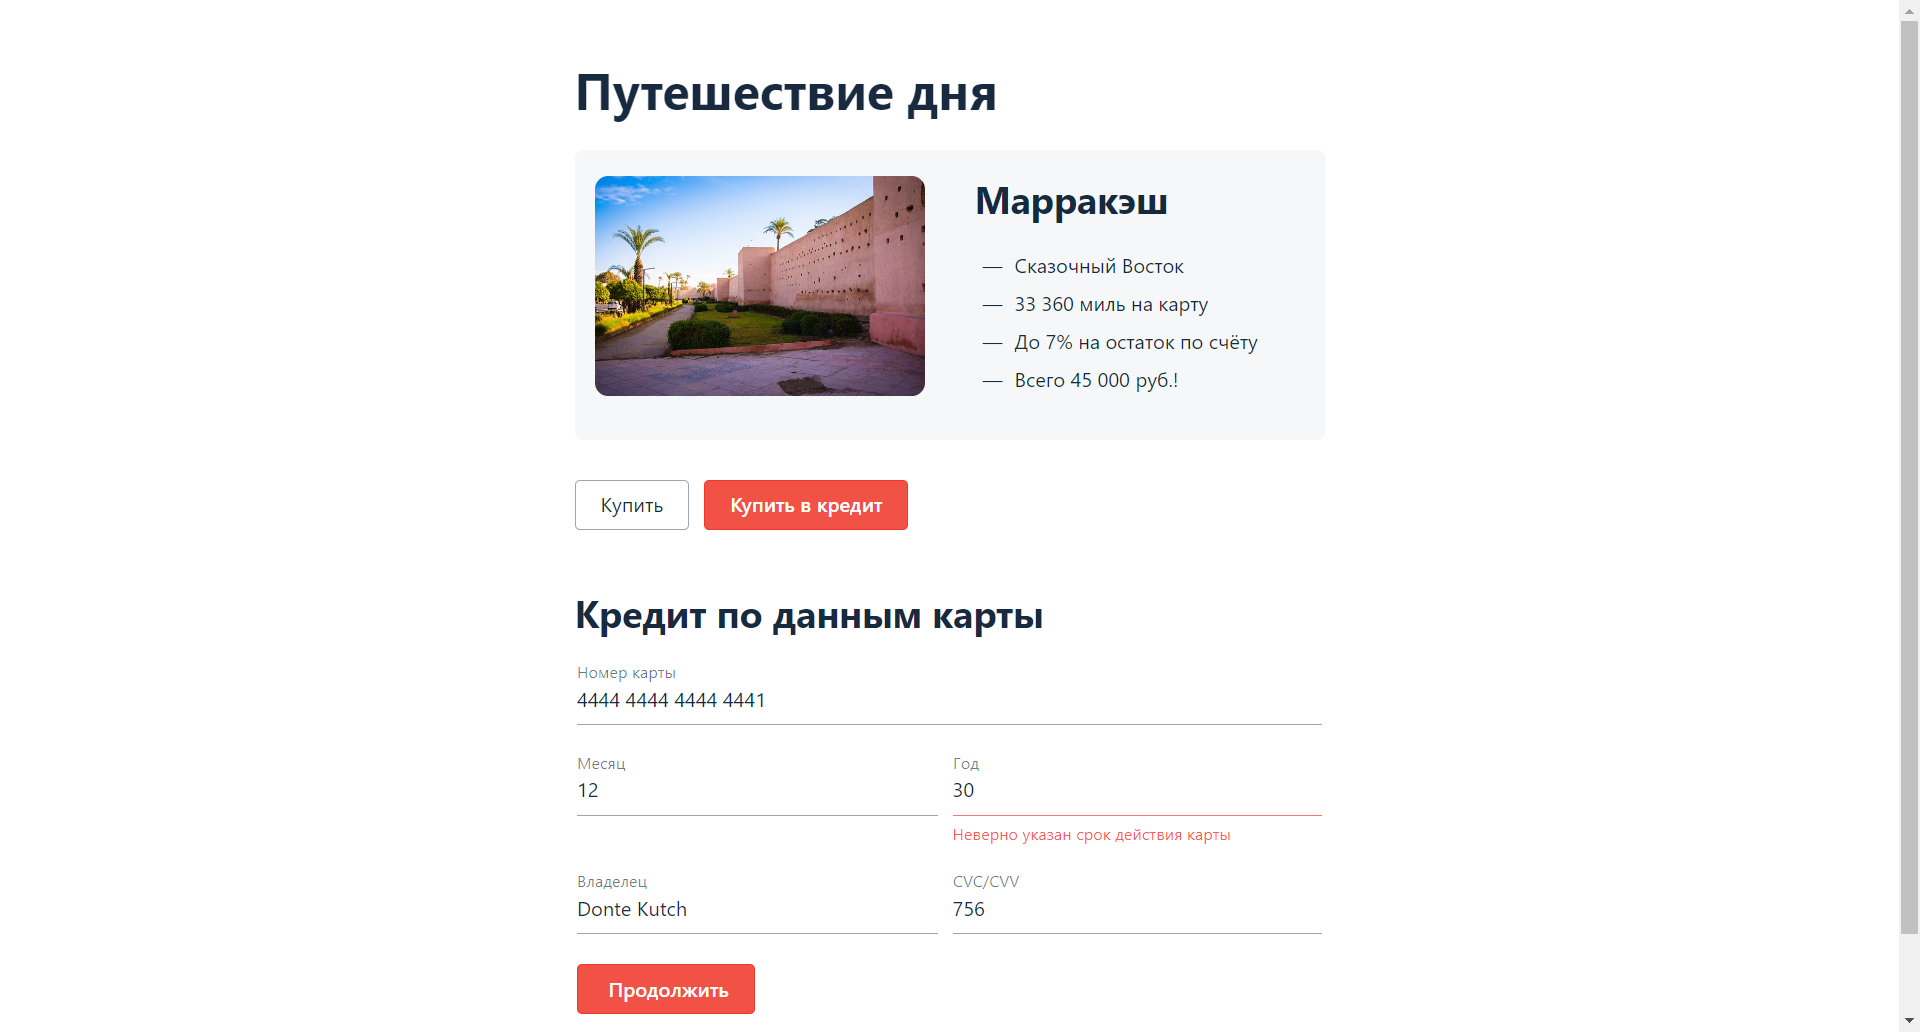 Путешествие дня
Марракэш
— Сказочный Восток
— 33 360 миль на карту
— До 7% на остаток по счёту
— Всего 45 000 руб.!
Купить
Купить в кредит
Кредит по данным карты
Номер карты
4444 4444 4444 4441
Месяц
12
Год
30
Неверно указан срок действия карты
Владелец
Donte Kutch
CVC/CVV
756
Продолжить